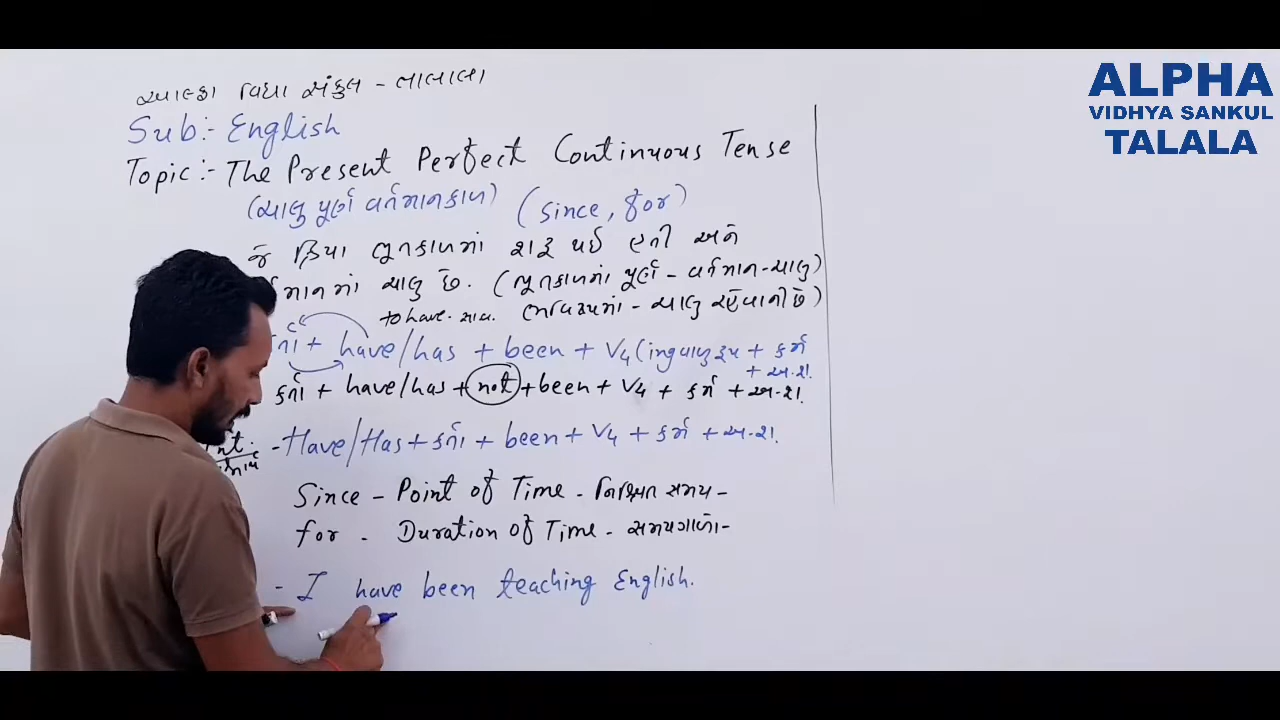 આલ્ફા વિદ્યા સંકુલ - તાલાલા
ALPHA
VIDHYA SANKUL
TALALA
Sub:- English
Topic:- The Present Perfect Continuous Tense
(ચાલુ પૂર્ણ વર્તમાનકાળ) (since, for)
જે ક્રિયા ભૂતકાળમાં શરૂ થઈ હતી અને
માનમાં ચાલુ છે. (ભૂતકાળમાં પૂર્ણ - વર્તમાન-ચાલુ)
to have. ભવિષ્યમાં - ચાલુ રહેવાની છે)
+ have/has + been + V4 (ing વાળુ રૂપ + કર્મ
+ અ.શ.
કર્તા + have/has + not + been + V4 + કર્મ + અ.શ.
- Have/Has + કર્તા + been + V4 + કર્મ + અ.શ.
Since - Point of Time - નિશ્ચિત સમય -
for - Duration of Time - સમયગાળો -
- I have been teaching English.